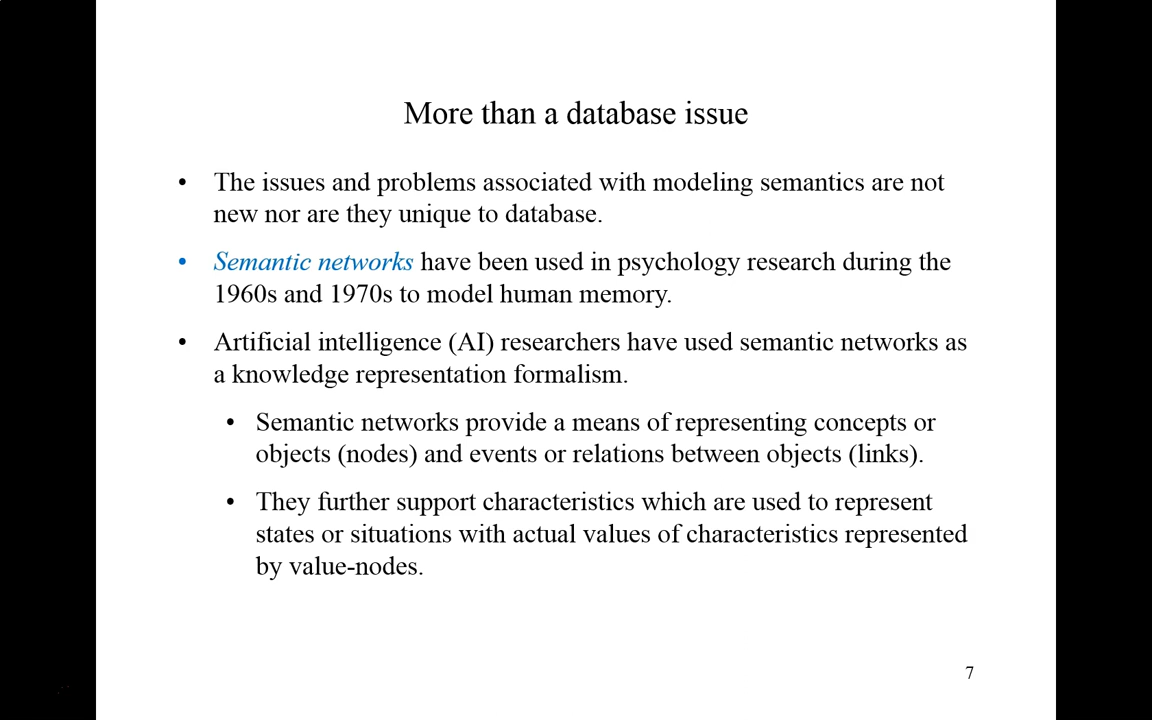 More than a database issue
• The issues and problems associated with modeling semantics are not
new nor are they unique to database.
• Semantic networks have been used in psychology research during the
1960s and 1970s to model human memory.
• Artificial intelligence (AI) researchers have used semantic networks as
a knowledge representation formalism.
• Semantic networks provide a means of representing concepts or
objects (nodes) and events or relations between objects (links).
• They further support characteristics which are used to represent
states or situations with actual values of characteristics represented
by value-nodes.
7